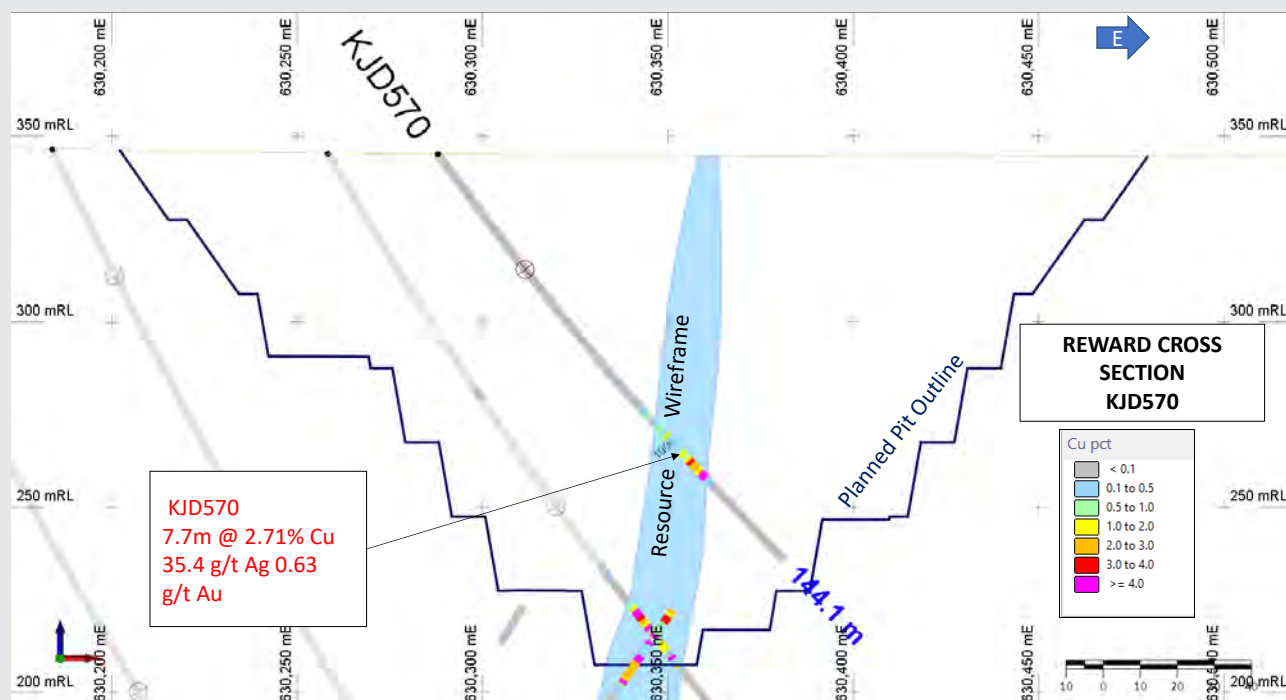 630,200 mE
630,250 mE
630,300 mE
630,350 mE
630,400 mE
630,450 mE
630,500 mE
E
KJD570
350 mRL
350 mRL
300 mRL
300 mRL
REWARD CROSS
SECTION
KJD570
Wireframe
Resource
Planned Pit Outline
Cu pct
< 0.1
0.1 to 0.5
0.5 to 1.0
1.0 to 2.0
2.0 to 3.0
3.0 to 4.0
>= 4.0
KJD570
7.7m @ 2.71% Cu
35.4 g/t Ag 0.63
g/t Au
250 mRL
250 mRL
144.1 m
200 mRL
200 mRL
630,200 mE
630,250 mE
630,300 mE
630,350 mE
630,400 mE
630,450 mE
630,500 mE
10 0 10 20 30 40